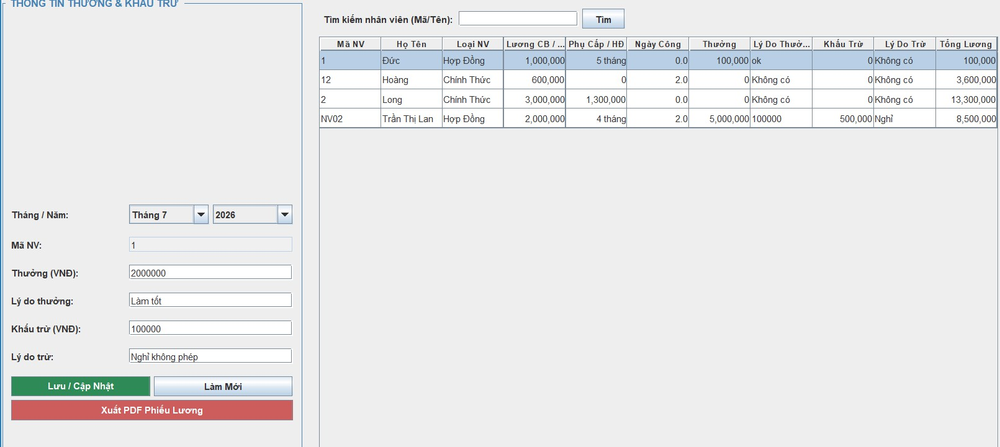 THÔNG TIN THƯỞNG & KHẤU TRỪ
Tháng / Năm: Tháng 7 2026
Mã NV: 1
Thưởng (VNĐ): 2000000
Lý do thưởng: Làm tốt
Khấu trừ (VNĐ): 100000
Lý do trừ: Nghỉ không phép
Lưu / Cập Nhật Làm Mới
Xuất PDF Phiếu Lương
Tìm kiếm nhân viên (Mã/Tên): Tìm
Mã NV Họ Tên Loại NV Lương CB / ... Phụ Cấp / HĐ Ngày Công Thưởng Lý Do Thưở... Khấu Trừ Lý Do Trừ Tổng Lương
1 Đức Hợp Đồng 1,000,000 5 tháng 0.0 100,000 ok 0 Không có 100,000
12 Hoàng Chính Thức 600,000 0 2.0 0 Không có 0 Không có 3,600,000
2 Long Chính Thức 3,000,000 1,300,000 0.0 0 Không có 0 Không có 13,300,000
NV02 Trần Thị Lan Hợp Đồng 2,000,000 4 tháng 2.0 5,000,000 100000 500,000 Nghỉ 8,500,000